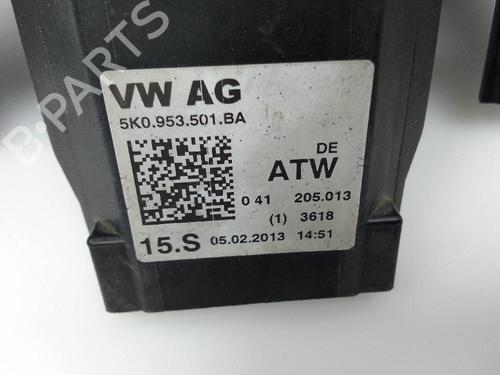 B-PARTS
VW AG
5K0.953.501.BA
DE
ATW
0 41 205.013
(1) 3618
15.S 05.02.2013 14:51